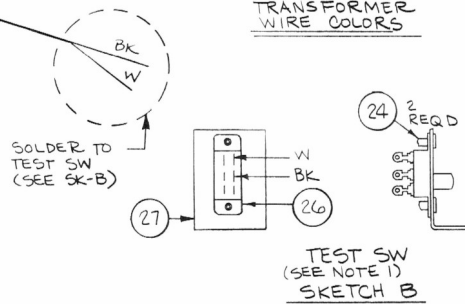 TRANSFORMER
WIRE COLORS
BK
W
SOLDER TO
TEST SW
(SEE SK-B)
W
BK
27
26
24
2
REQD
TEST SW
(SEE NOTE 1)
SKETCH B